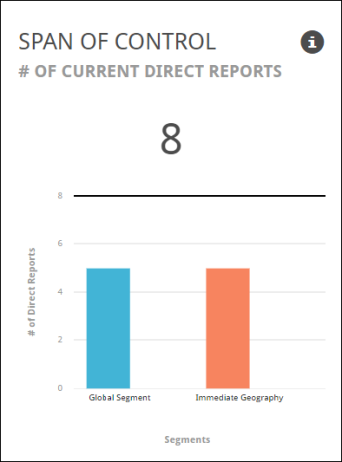 SPAN OF CONTROL
# OF CURRENT DIRECT REPORTS
8
8
6
4
2
0
# of Direct Reports
Global Segment Immediate Geography
Segments